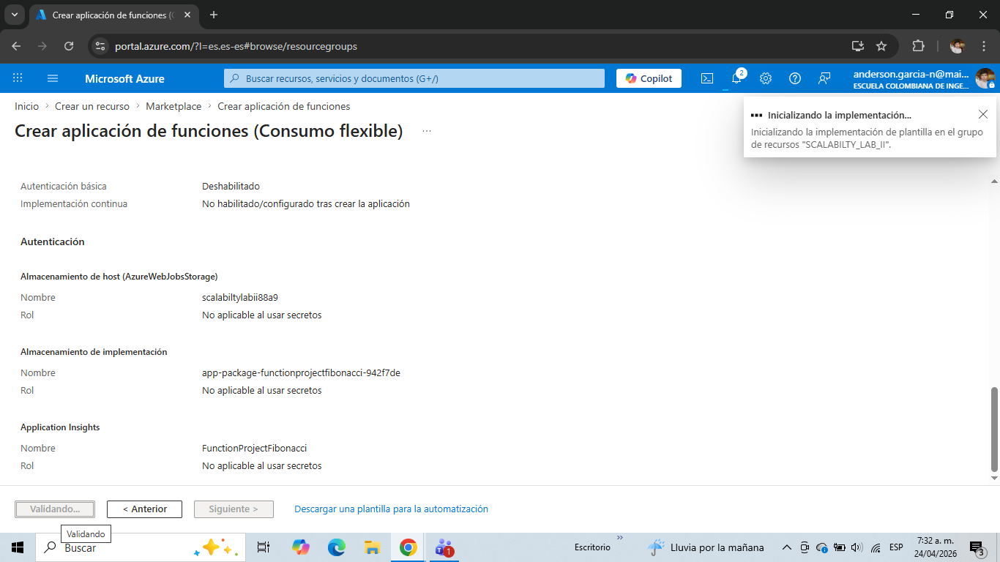 Crear aplicación de funciones (C
portal.azure.com/?l=es.es-es#browse/resourcegroups
Microsoft Azure
Buscar recursos, servicios y documentos (G+/)
Copilot
2
anderson.garcia-n@mai...
ESCUELA COLOMBIANA DE INGE...
Inicio > Crear un recurso > Marketplace > Crear aplicación de funciones
Crear aplicación de funciones (Consumo flexible) ...
Inicializando la implementación...
Inicializando la implementación de plantilla en el grupo
de recursos "SCALABILTY_LAB_II".
Autenticación básica Deshabilitado
Implementación continua No habilitado/configurado tras crear la aplicación
Autenticación
Almacenamiento de host (AzureWebJobsStorage)
Nombre scalabiltylabii88a9
Rol No aplicable al usar secretos
Almacenamiento de implementación
Nombre app-package-functionprojectfibonacci-942f7de
Rol No aplicable al usar secretos
Application Insights
Nombre FunctionProjectFibonacci
Rol No aplicable al usar secretos
Validando... < Anterior Siguiente > Descargar una plantilla para la automatización
Validando
Buscar
1
Escritorio »
Lluvia por la mañana
ESP
7:32 a. m.
24/04/2026
3